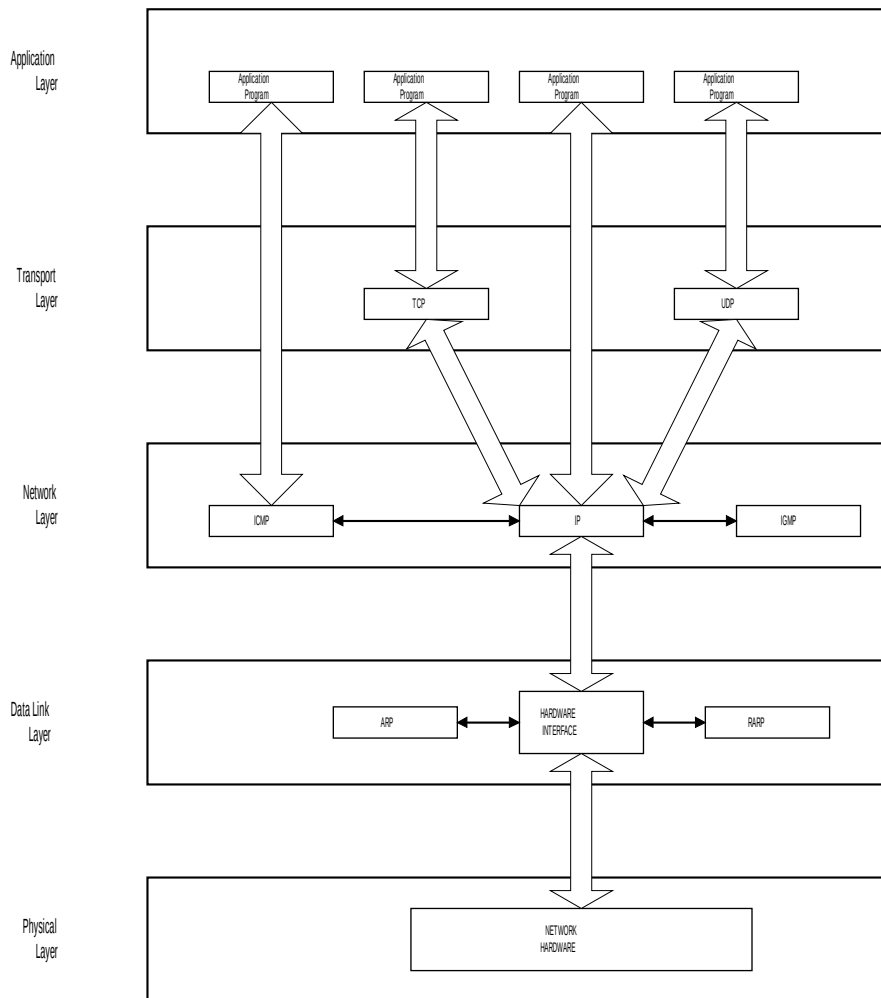 Application
Layer
Application
Program
Application
Program
Application
Program
Application
Program
Transport
Layer
TCP
UDP
Network
Layer
ICMP
IP
IGMP
Data Link
Layer
ARP
HARDWARE
INTERFACE
RARP
Physical
Layer
NETWORK
HARDWARE